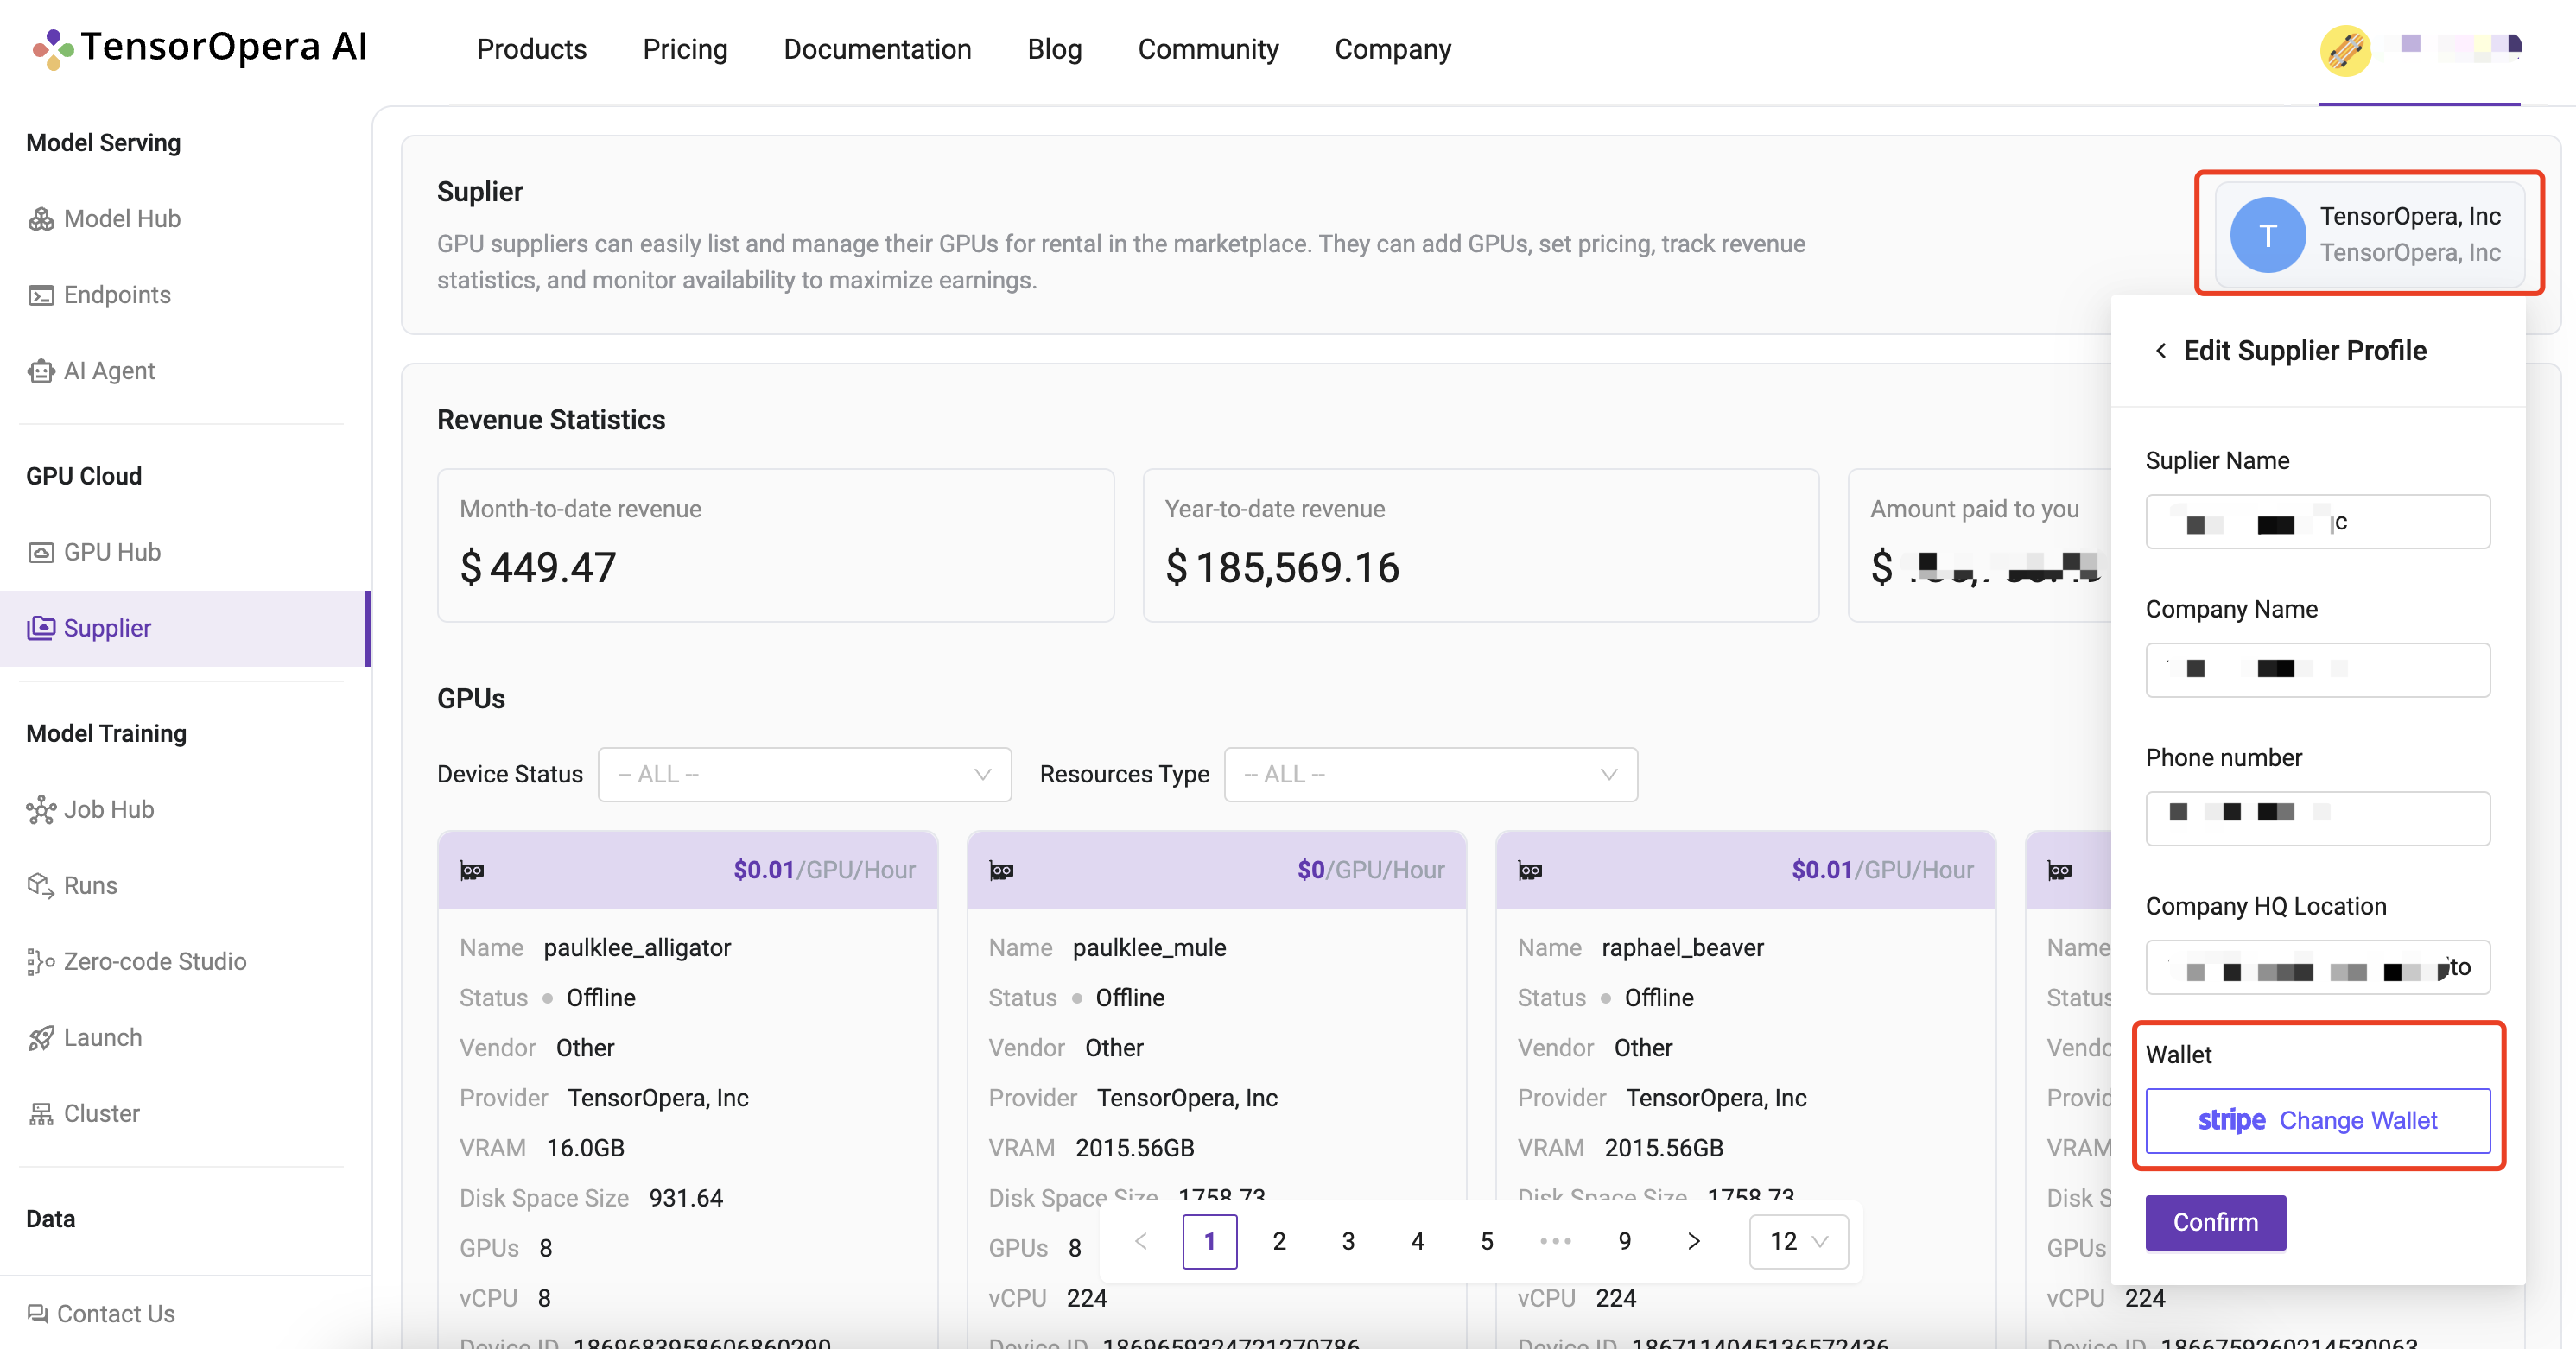 TensorOpera AI
Products
Pricing
Documentation
Blog
Community
Company
Model Serving
Model Hub
Endpoints
AI Agent
GPU Cloud
GPU Hub
Supplier
Model Training
Job Hub
Runs
Zero-code Studio
Launch
Cluster
Data
Contact Us
Suplier
GPU suppliers can easily list and manage their GPUs for rental in the marketplace. They can add GPUs, set pricing, track revenue
statistics, and monitor availability to maximize earnings.
T
TensorOpera, Inc
TensorOpera, Inc
Revenue Statistics
Month-to-date revenue
$ 449.47
Year-to-date revenue
$ 185,569.16
Amount paid to you
$
GPUs
Device Status
-- ALL --
Resources Type
-- ALL --
$0.01/GPU/Hour
Name paulklee_alligator
Status Offline
Vendor Other
Provider TensorOpera, Inc
VRAM 16.0GB
Disk Space Size 931.64
GPUs 8
vCPU 8
Device ID 1869683958606860290
$0/GPU/Hour
Name paulklee_mule
Status Offline
Vendor Other
Provider TensorOpera, Inc
VRAM 2015.56GB
Disk Space Size 1758.73
GPUs 8
vCPU 224
Device ID 1869659324721270786
$0.01/GPU/Hour
Name raphael_beaver
Status Offline
Vendor Other
Provider TensorOpera, Inc
VRAM 2015.56GB
Disk Space Size 1758.73
vCPU 224
Device ID 1867114045136572436
Name
Status
VRAM
Disk S
GPUs
vCPU 224
Device ID 1866759260214530063
1 2 3 4 5 ••• 9
12
Edit Supplier Profile
Suplier Name
c
Company Name
Phone number
Company HQ Location
to
Wallet
stripe Change Wallet
Confirm